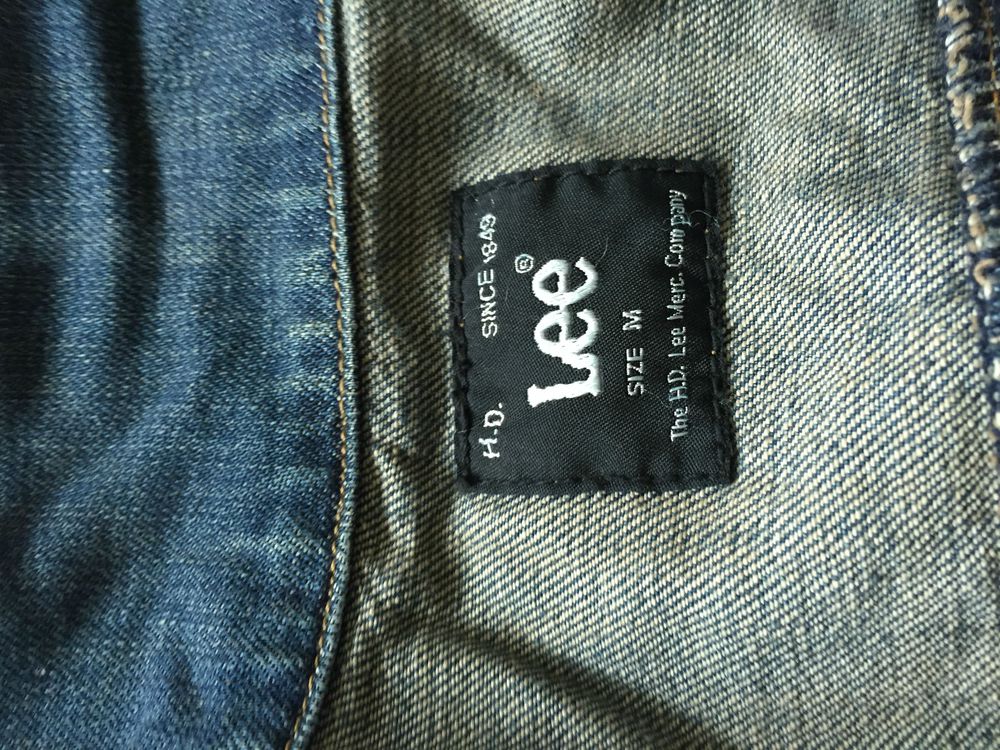 H.D. SINCE 1849
Lee®
SIZE M
The H.D. Lee Merc. Company